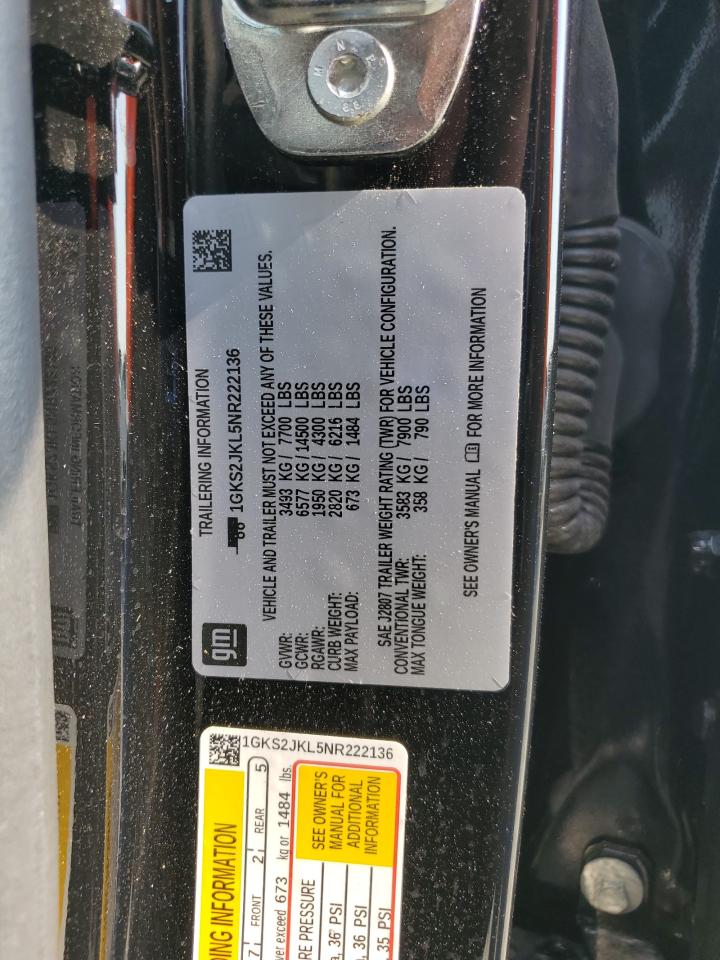 TRAILERING INFORMATION
1GKS2JKL5NR222136
gm
VEHICLE AND TRAILER MUST NOT EXCEED ANY OF THESE VALUES.
GVWR: 3493 KG / 7700 LBS
GCWR: 6577 KG / 14500 LBS
RGAWR: 1950 KG / 4300 LBS
CURB WEIGHT: 2820 KG / 6216 LBS
MAX PAYLOAD: 673 KG / 1484 LBS
SAE J2807 TRAILER WEIGHT RATING (TWR) FOR VEHICLE CONFIGURATION.
CONVENTIONAL TWR: 3583 KG / 7900 LBS
MAX TONGUE WEIGHT: 358 KG / 790 LBS
SEE OWNER'S MANUAL FOR MORE INFORMATION
1GKS2JKL5NR222136
INFORMATION
7 FRONT 2 REAR 5
exceed 673 kg or 1484 lbs.
PRESSURE
36 PSI
36 PSI
35 PSI
SEE OWNER'S
MANUAL FOR
ADDITIONAL
INFORMATION